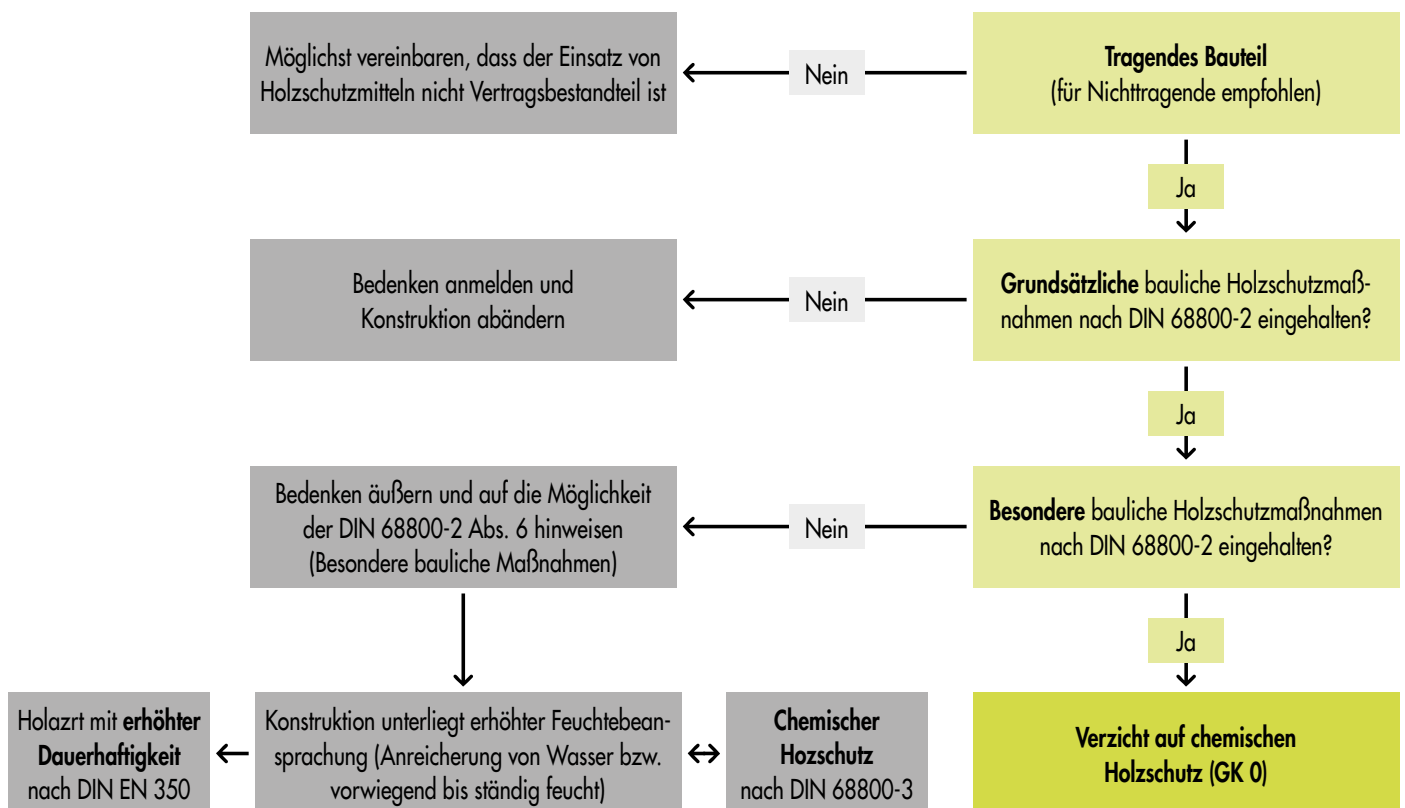 Möglichst vereinbaren, dass der Einsatz von
Holzschutzmitteln nicht Vertragsbestandteil ist
Nein
Tragendes Bauteil
(für Nichttragende empfohlen)
Ja
Bedenken anmelden und
Konstruktion abändern
Nein
Grundsätzliche bauliche Holzschutzmaß-
nahmen nach DIN 68800-2 eingehalten?
Ja
Bedenken äußern und auf die Möglichkeit
der DIN 68800-2 Abs. 6 hinweisen
(Besondere bauliche Maßnahmen)
Nein
Besondere bauliche Holzschutzmaßnahmen
nach DIN 68800-2 eingehalten?
Ja
Holazrt mit erhöhter
Dauerhaftigkeit
nach DIN EN 350
Konstruktion unterliegt erhöhter Feuchtebean-
sprachung (Anreicherung von Wasser bzw.
vorwiegend bis ständig feucht)
Chemischer
Hozschutz
nach DIN 68800-3
Verzicht auf chemischen
Holzschutz (GK 0)